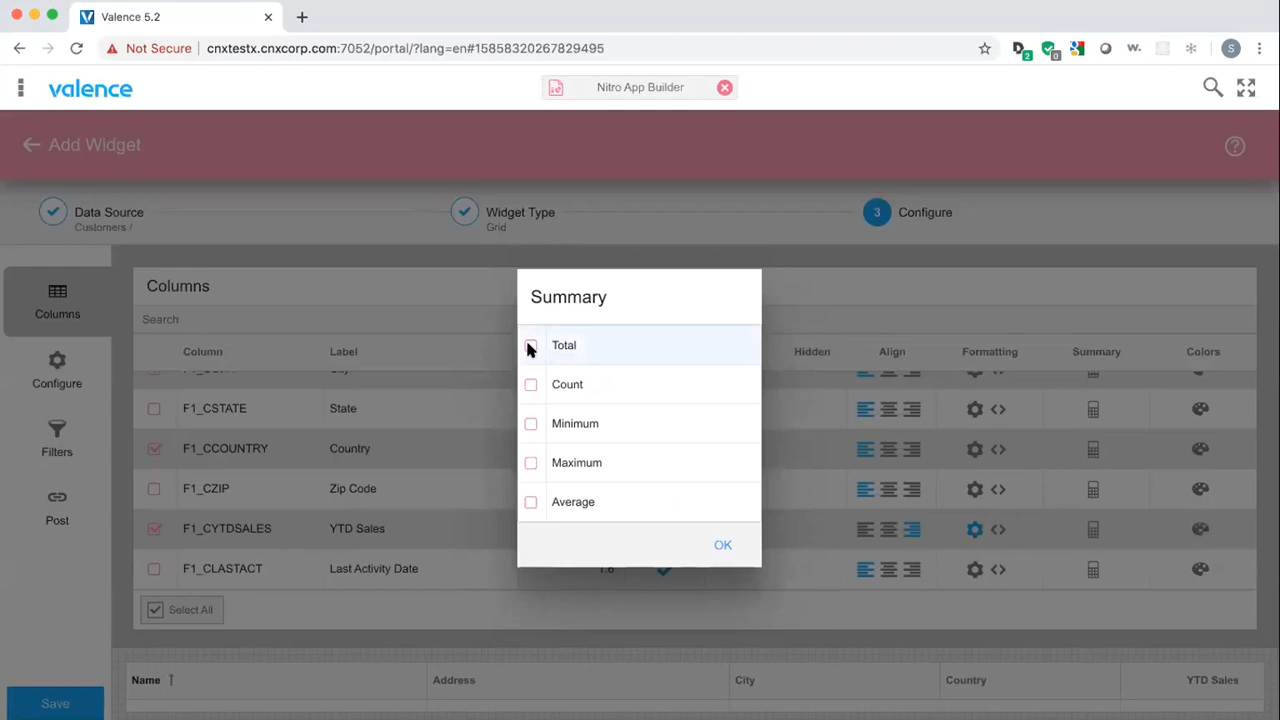 Valence 5.2
Not Secure cnxtestx.cnxcorp.com:7052/portal/?lang=en#15858320267829495
D 2 0 W. S
valence
Nitro App Builder
Add Widget
Data Source
Customers /
Widget Type
Grid
3 Configure
Columns
Configure
Filters
Post
Save
Columns
Search
Column Label Hidden Align Formatting Summary Colors
F1_CSTATE State
F1_CCOUNTRY Country
F1_CZIP Zip Code
F1_CYTDSALES YTD Sales
F1_CLASTACT Last Activity Date
Select All
Summary
Total
Count
Minimum
Maximum
Average
OK
Name Address City Country YTD Sales